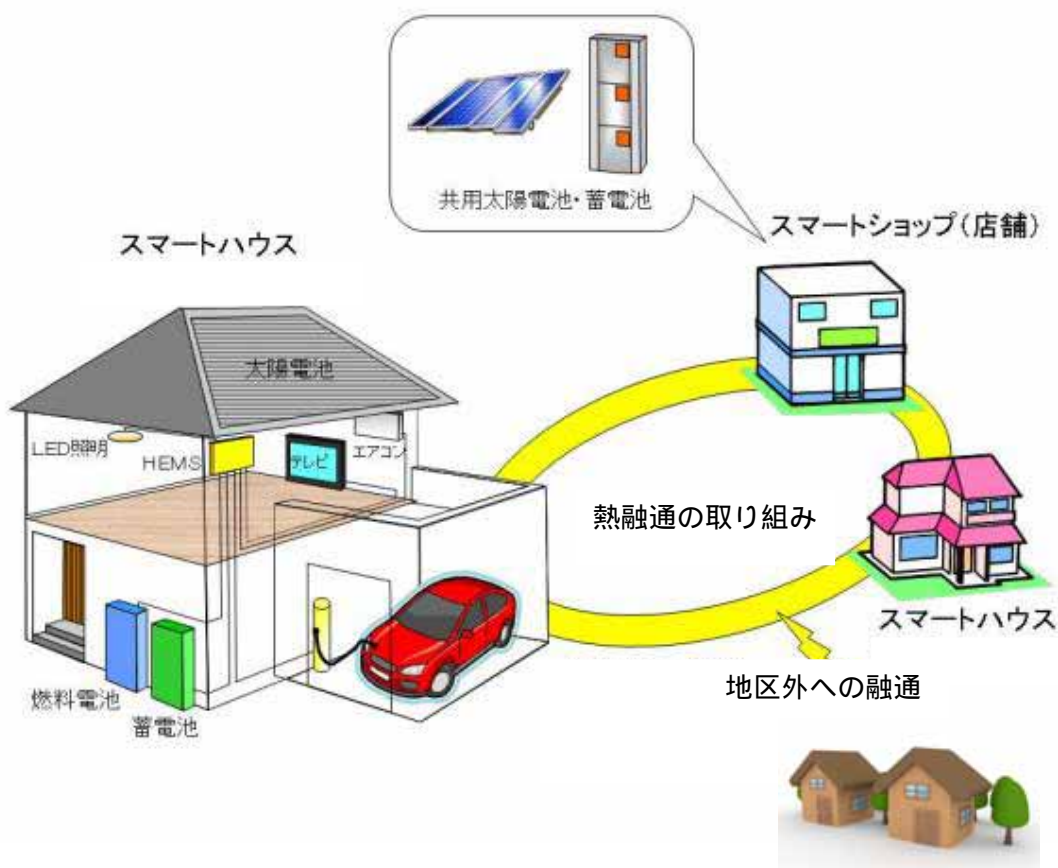 共用太陽電池・蓄電池
スマートショップ(店舗)
スマートハウス
太陽電池
LED照明
HEMS
テレビ
エアコン
熱融通の取り組み
スマートハウス
地区外への融通
燃料電池
蓄電池